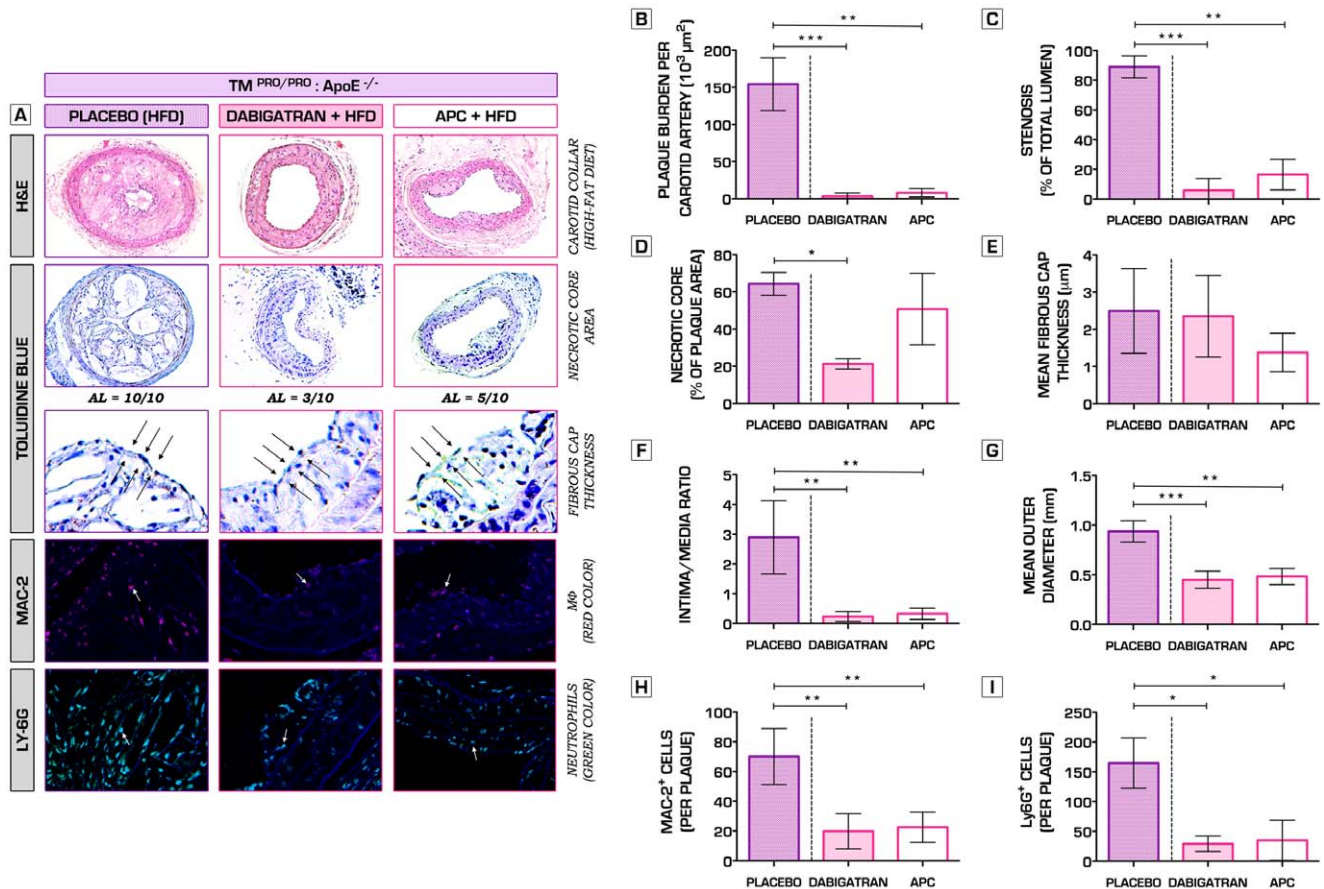 TM PRO/PRO : ApoE -/-
A
PLACEBO (HFD)
DABIGATRAN + HFD
APC + HFD
H&E
CAROTID COLLAR
(HIGH-FAT DIET)
TOLUIDINE BLUE
NECROTIC CORE
AREA
AL = 10/10
AL = 3/10
AL = 5/10
FIBROUS CAP
THICKNESS
MAC-2
MΦ
(RED COLOR)
LY-6G
NEUTROPHILS
(GREEN COLOR)
B
PLAQUE BURDEN PER
CAROTID ARTERY (10³ µm²)
200
150
100
50
0
**
***
PLACEBO
DABIGATRAN
APC
C
STENOSIS
(% OF TOTAL LUMEN)
100
80
60
40
20
0
**
***
PLACEBO
DABIGATRAN
APC
D
NECROTIC CORE
(% OF PLAQUE AREA)
80
60
40
20
0
*
PLACEBO
DABIGATRAN
APC
E
MEAN FIBROUS CAP
THICKNESS (µm)
4
3
2
1
0
PLACEBO
DABIGATRAN
APC
F
INTIMA/MEDIA RATIO
5
4
3
2
1
0
**
**
PLACEBO
DABIGATRAN
APC
G
MEAN OUTER
DIAMETER (mm)
1.5
1.0
0.5
0.0
**
***
PLACEBO
DABIGATRAN
APC
H
MAC-2⁺ CELLS
(PER PLAQUE)
100
80
60
40
20
0
**
**
PLACEBO
DABIGATRAN
APC
I
Ly6G⁺ CELLS
(PER PLAQUE)
250
200
150
100
50
0
*
*
PLACEBO
DABIGATRAN
APC